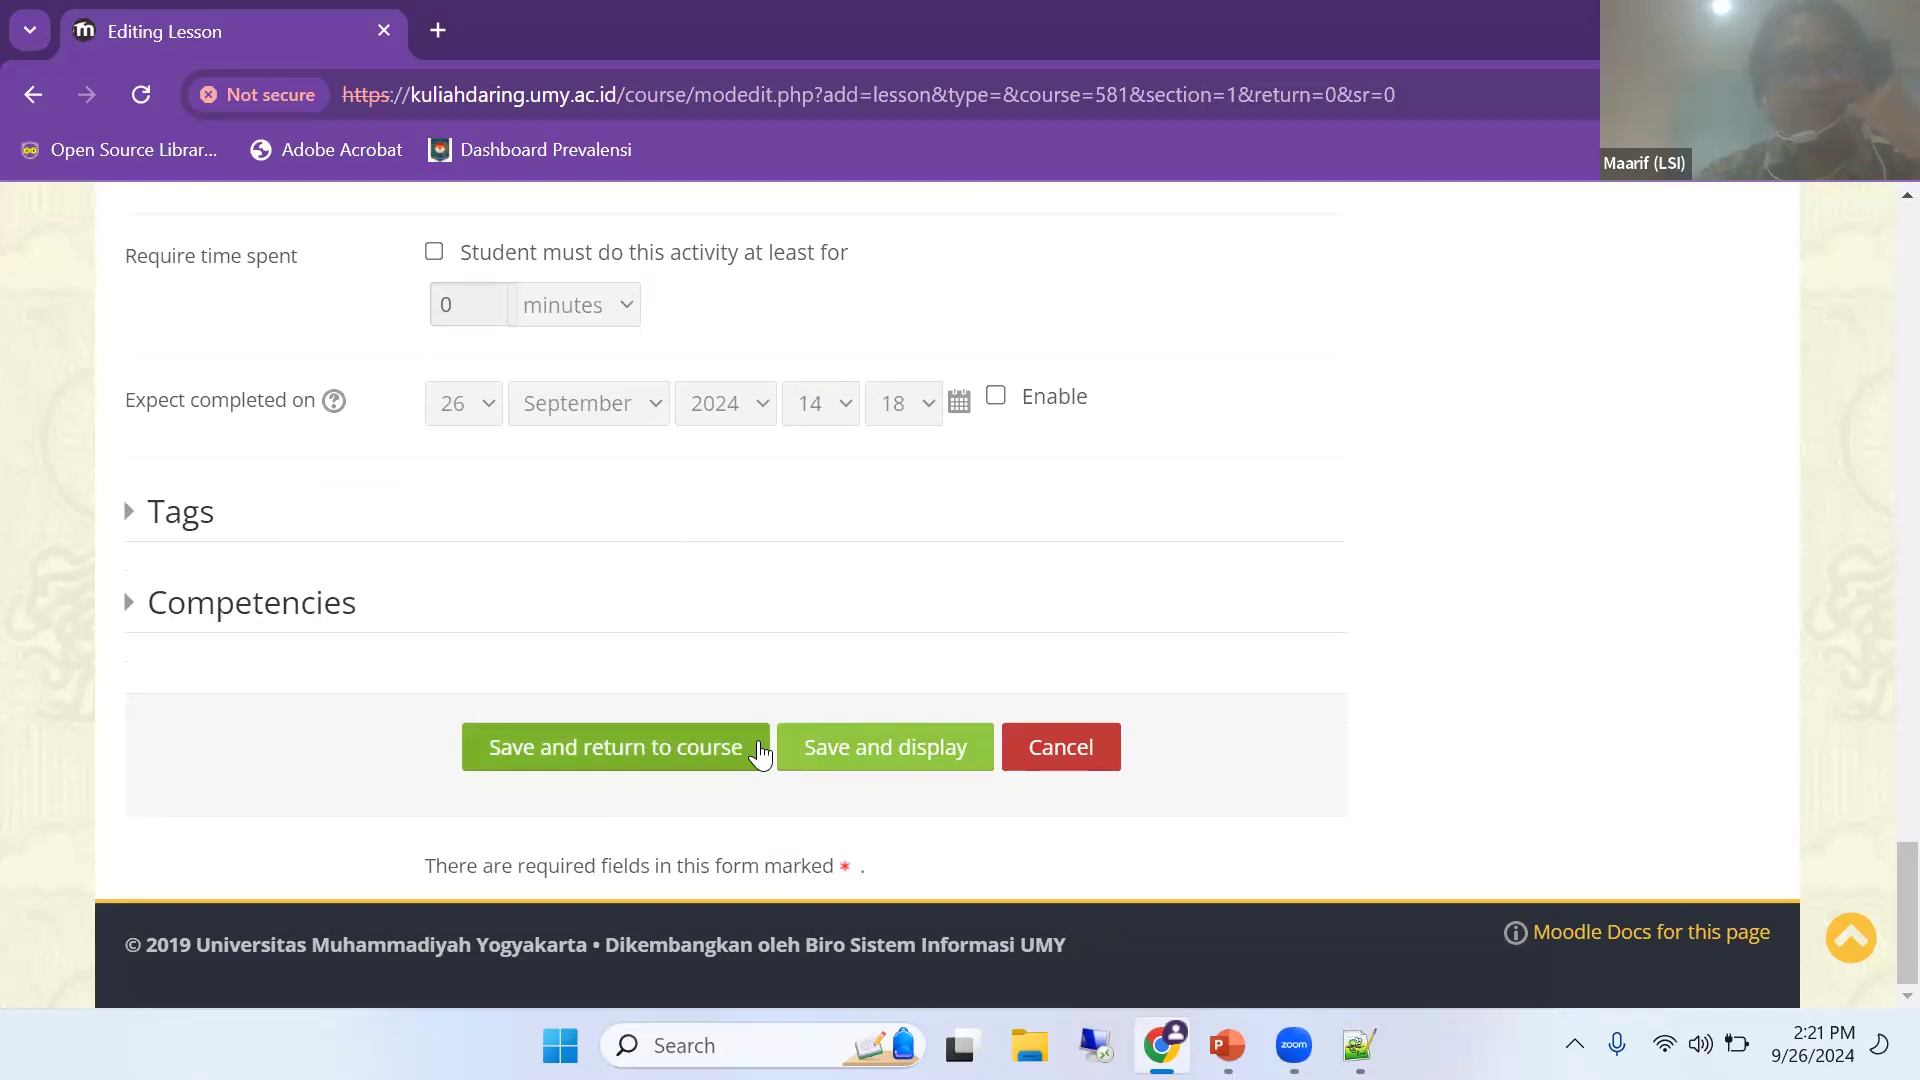 Editing Lesson
Not secure https://kuliahdaring.umy.ac.id/course/modedit.php?add=lesson&type=&course=581&section=1&return=0&sr=0
Open Source Librar... Adobe Acrobat Dashboard Prevalensi
Maarif (LSI)
Require time spent
Student must do this activity at least for
0 minutes
Expect completed on
26 September 2024 14 18 Enable
Tags
Competencies
Save and return to course Save and display Cancel
There are required fields in this form marked * .
© 2019 Universitas Muhammadiyah Yogyakarta • Dikembangkan oleh Biro Sistem Informasi UMY
Moodle Docs for this page
Search
zoom
2:21 PM
9/26/2024